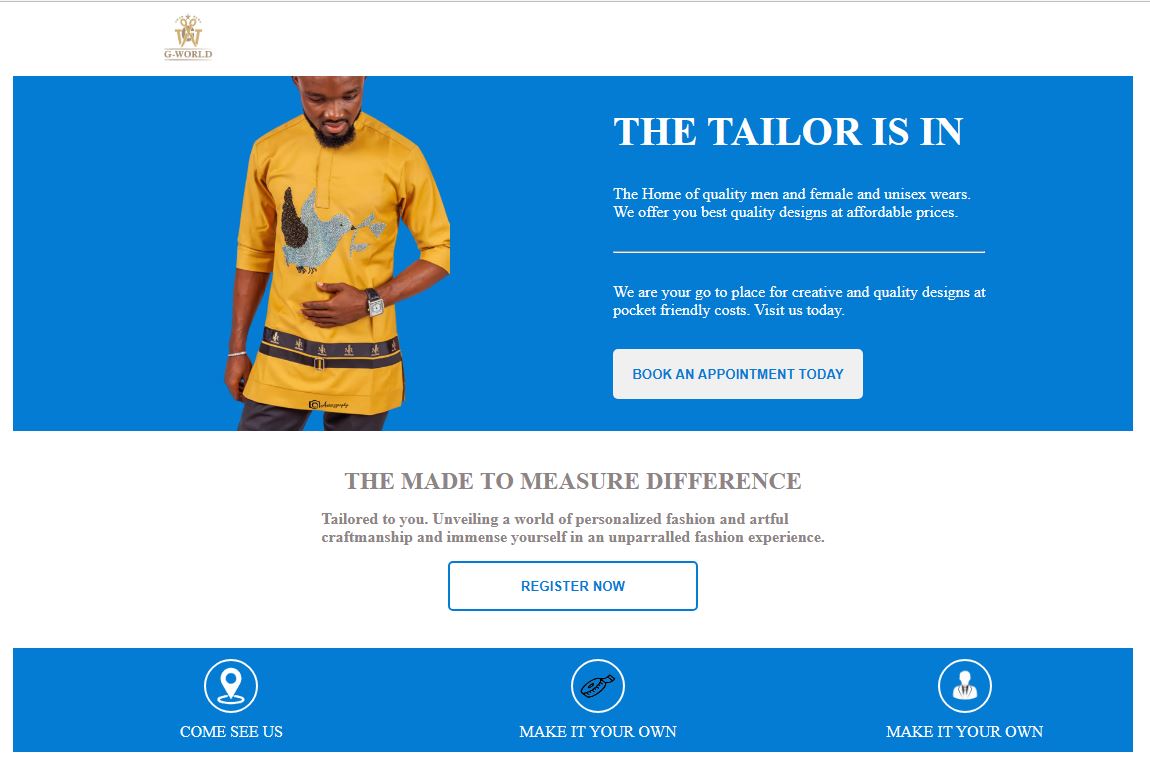 G-WORLD
THE TAILOR IS IN
The Home of quality men and female and unisex wears.
We offer you best quality designs at affordable prices.
We are your go to place for creative and quality designs at
pocket friendly costs. Visit us today.
BOOK AN APPOINTMENT TODAY
THE MADE TO MEASURE DIFFERENCE
Tailored to you. Unveiling a world of personalized fashion and artful
craftmanship and immense yourself in an unparralled fashion experience.
REGISTER NOW
COME SEE US
MAKE IT YOUR OWN
MAKE IT YOUR OWN